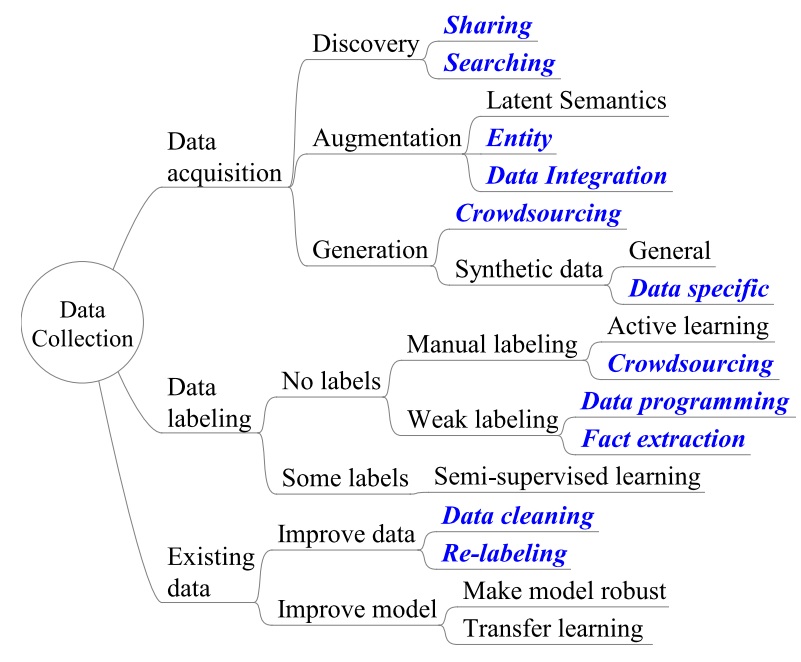 Data
Collection
Data
acquisition
Discovery
Sharing
Searching
Augmentation
Latent Semantics
Entity
Data Integration
Generation
Crowdsourcing
Synthetic data
General
Data specific
Data
labeling
No labels
Manual labeling
Active learning
Crowdsourcing
Weak labeling
Data programming
Fact extraction
Some labels
Semi-supervised learning
Existing
data
Improve data
Data cleaning
Re-labeling
Improve model
Make model robust
Transfer learning